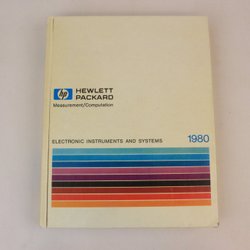 hp HEWLETT
PACKARD
Measurement/Computation
ELECTRONIC INSTRUMENTS AND SYSTEMS 1980